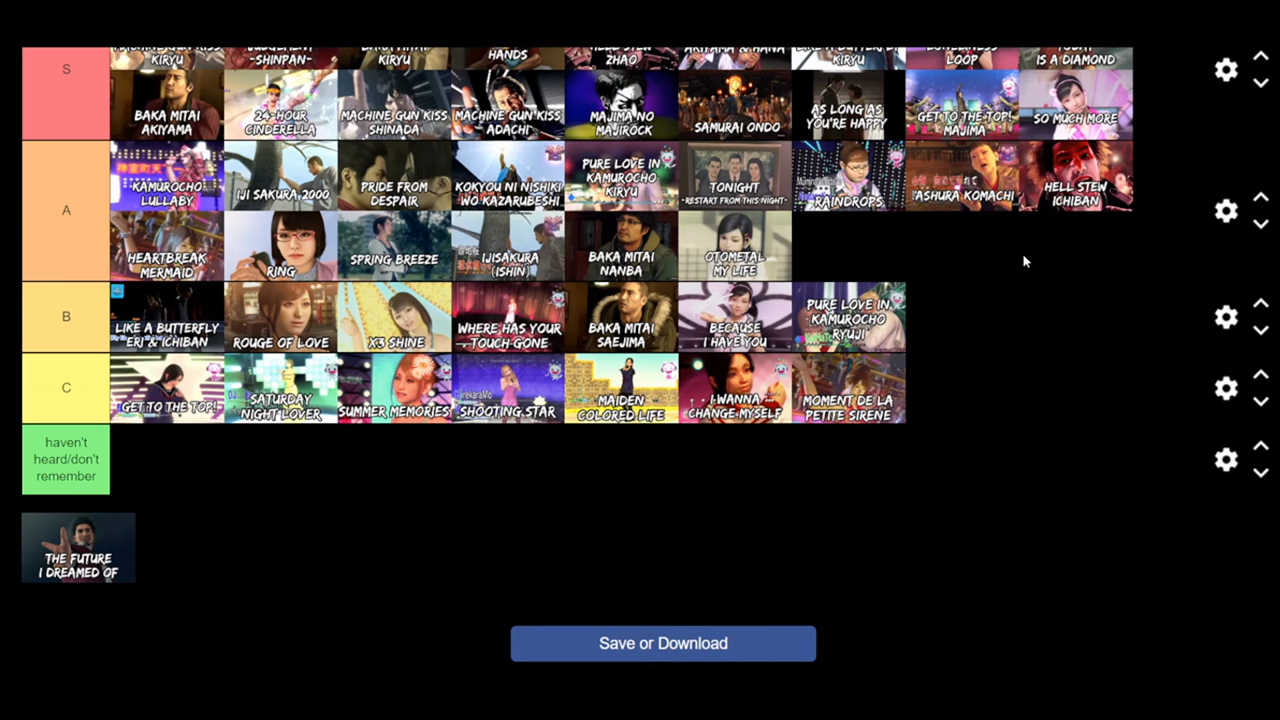 S
KIRYU
-SHINPAN-
KIRYU
HANDS
ZHAO
AKIYAMA & HANA
KIRYU
LOOP
IS A DIAMOND
BAKA MITAI
AKIYAMA
24-HOUR
CINDERELLA
MACHINE GUN KISS
SHINADA
MACHINE GUN KISS
ADACHI
MAJIMA NO
MAJIROCK
SAMURAI ONDO
AS LONG AS
YOU'RE HAPPY
GET TO THE TOP!
MAJIMA
SO MUCH MORE
A
KAMUROCHO
LULLABY
IJI SAKURA 2000
PRIDE FROM
DESPAIR
KOKYOU NI NISHIKI
WO KAZARUBESHI
PURE LOVE IN
KAMUROCHO
KIRYU
TONIGHT
-RESTART FROM THIS NIGHT-
RAINDROPS
ASHURA KOMACHI
HELL STEW
ICHIBAN
HEARTBREAK
MERMAID
RING
SPRING BREEZE
IJISAKURA
(ISHIN)
BAKA MITAI
NANBA
OTOMETAL
MY LIFE
B
LIKE A BUTTERFLY
ERJ & ICHIBAN
ROUGE OF LOVE
X3 SHINE
WHERE HAS YOUR
TOUCH GONE
BAKA MITAI
SAEJIMA
BECAUSE
I HAVE YOU
PURE LOVE IN
KAMUROCHO
RYUJI
C
GET TO THE TOP!
SATURDAY
NIGHT LOVER
SUMMER MEMORIES
SHOOTING STAR
MAIDEN
COLORED LIFE
I WANNA
CHANGE MYSELF
MOMENT DE LA
PETITE SIRENE
haven't
heard/don't
remember
THE FUTURE
I DREAMED OF
Save or Download